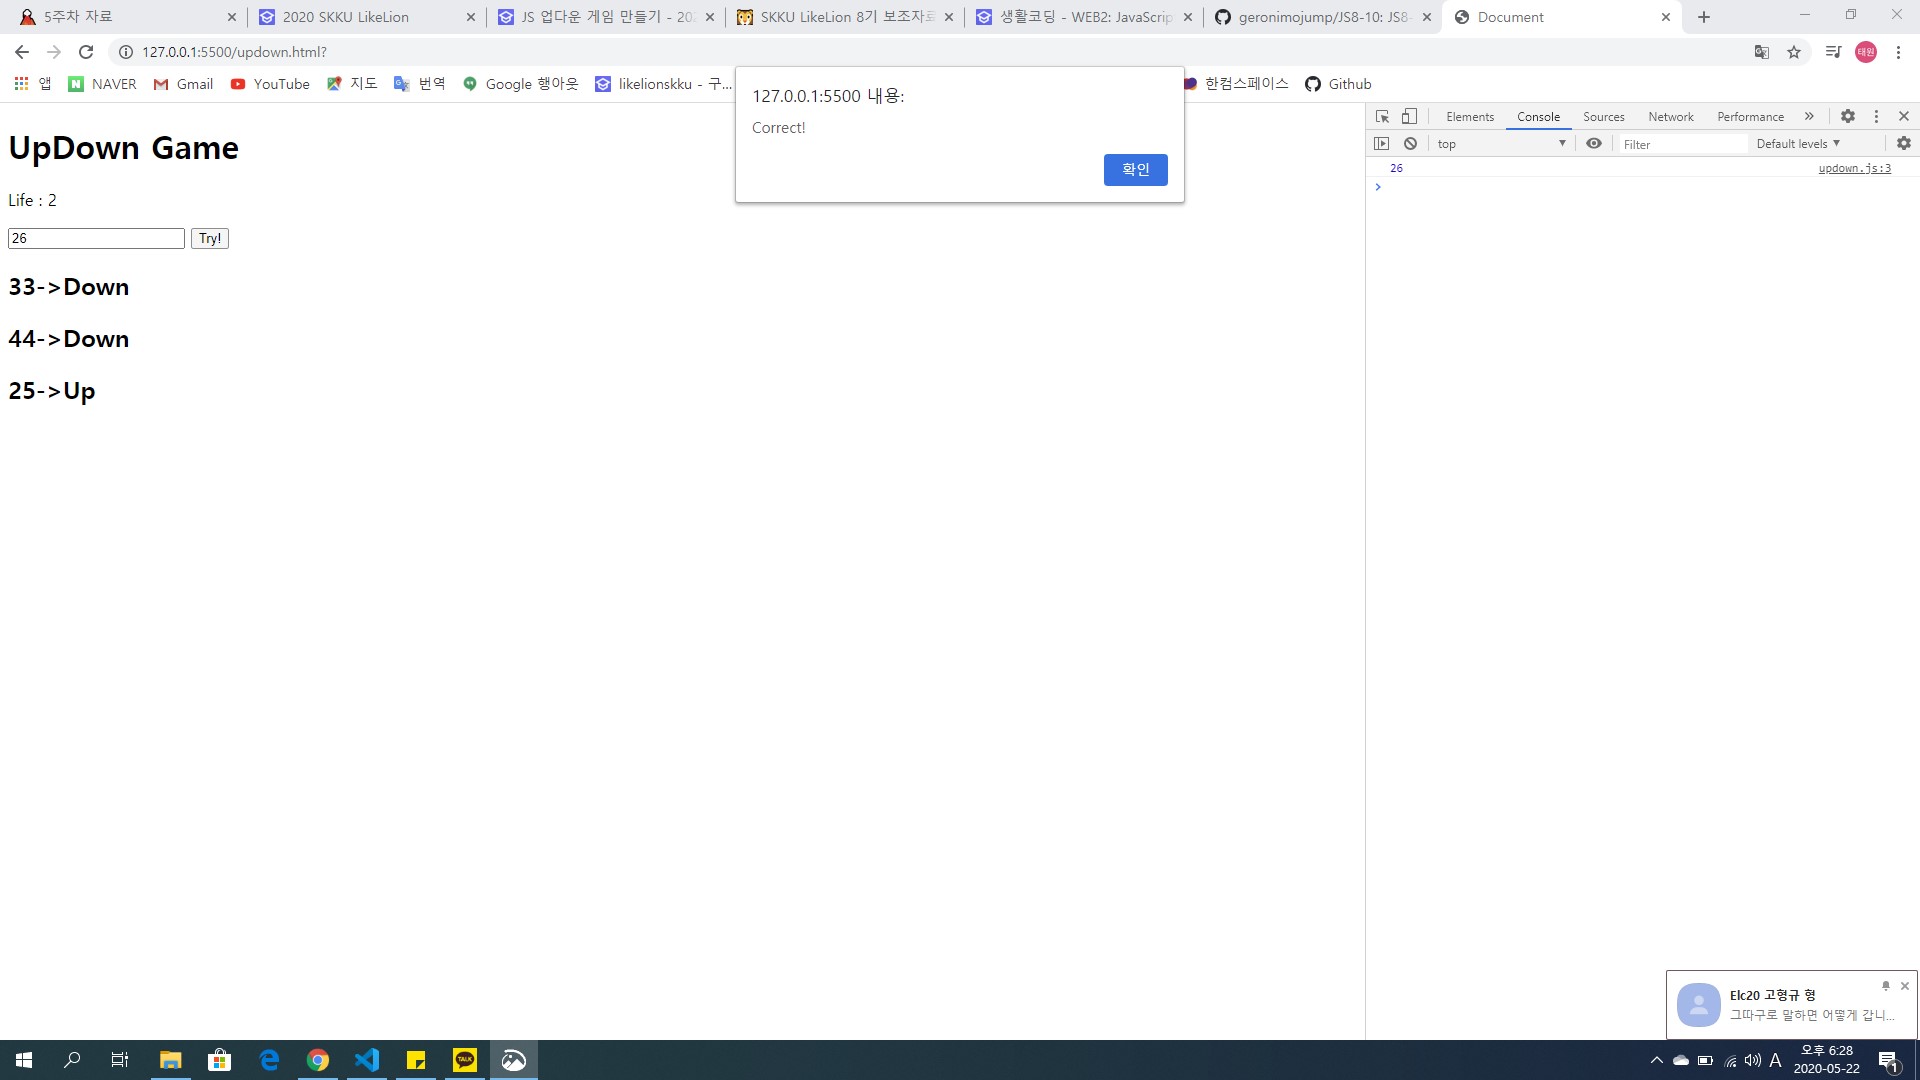 5주차 자료
2020 SKKU LikeLion
JS 업다운 게임 만들기 - 202
SKKU LikeLion 8기 보조자료
생활코딩 - WEB2: JavaScrip
geronimojump/JS8-10: JS8-
Document
127.0.0.1:5500/updown.html?
태원
앱
NAVER
Gmail
YouTube
지도
번역
Google 행아웃
likelionskku - 구...
한컴스페이스
Github
127.0.0.1:5500 내용:
Correct!
확인
UpDown Game
Life : 2
26
Try!
33->Down
44->Down
25->Up
Elements
Console
Sources
Network
Performance
top
Filter
Default levels
26
updown.js:3
Elc20 고형규 형
그따구로 말하면 어떻게 갑니...
TALK
A
오후 6:28
2020-05-22
1